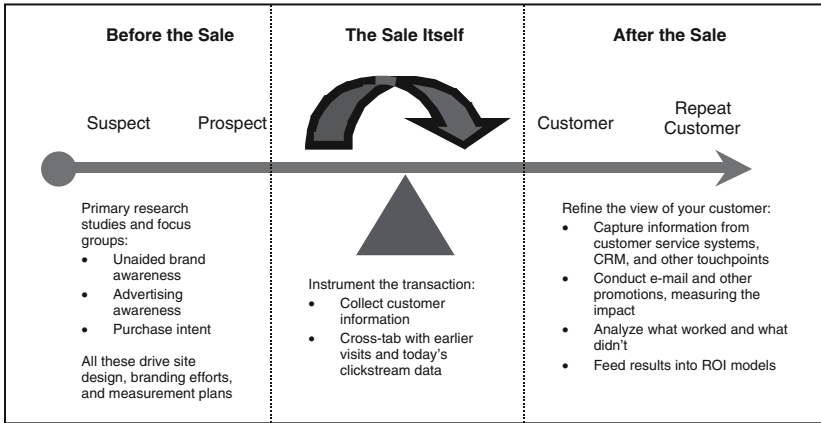 Before the Sale
The Sale Itself
After the Sale
Suspect
Prospect
Customer
Repeat
Customer
Primary research
studies and focus
groups:
• Unaided brand
awareness
• Advertising
awareness
• Purchase intent
All these drive site
design, branding efforts,
and measurement plans
Instrument the transaction:
• Collect customer
information
• Cross-tab with earlier
visits and today's
clickstream data
Refine the view of your customer:
• Capture information from
customer service systems,
CRM, and other touchpoints
• Conduct e-mail and other
promotions, measuring the
impact
• Analyze what worked and what
didn't
• Feed results into ROI models